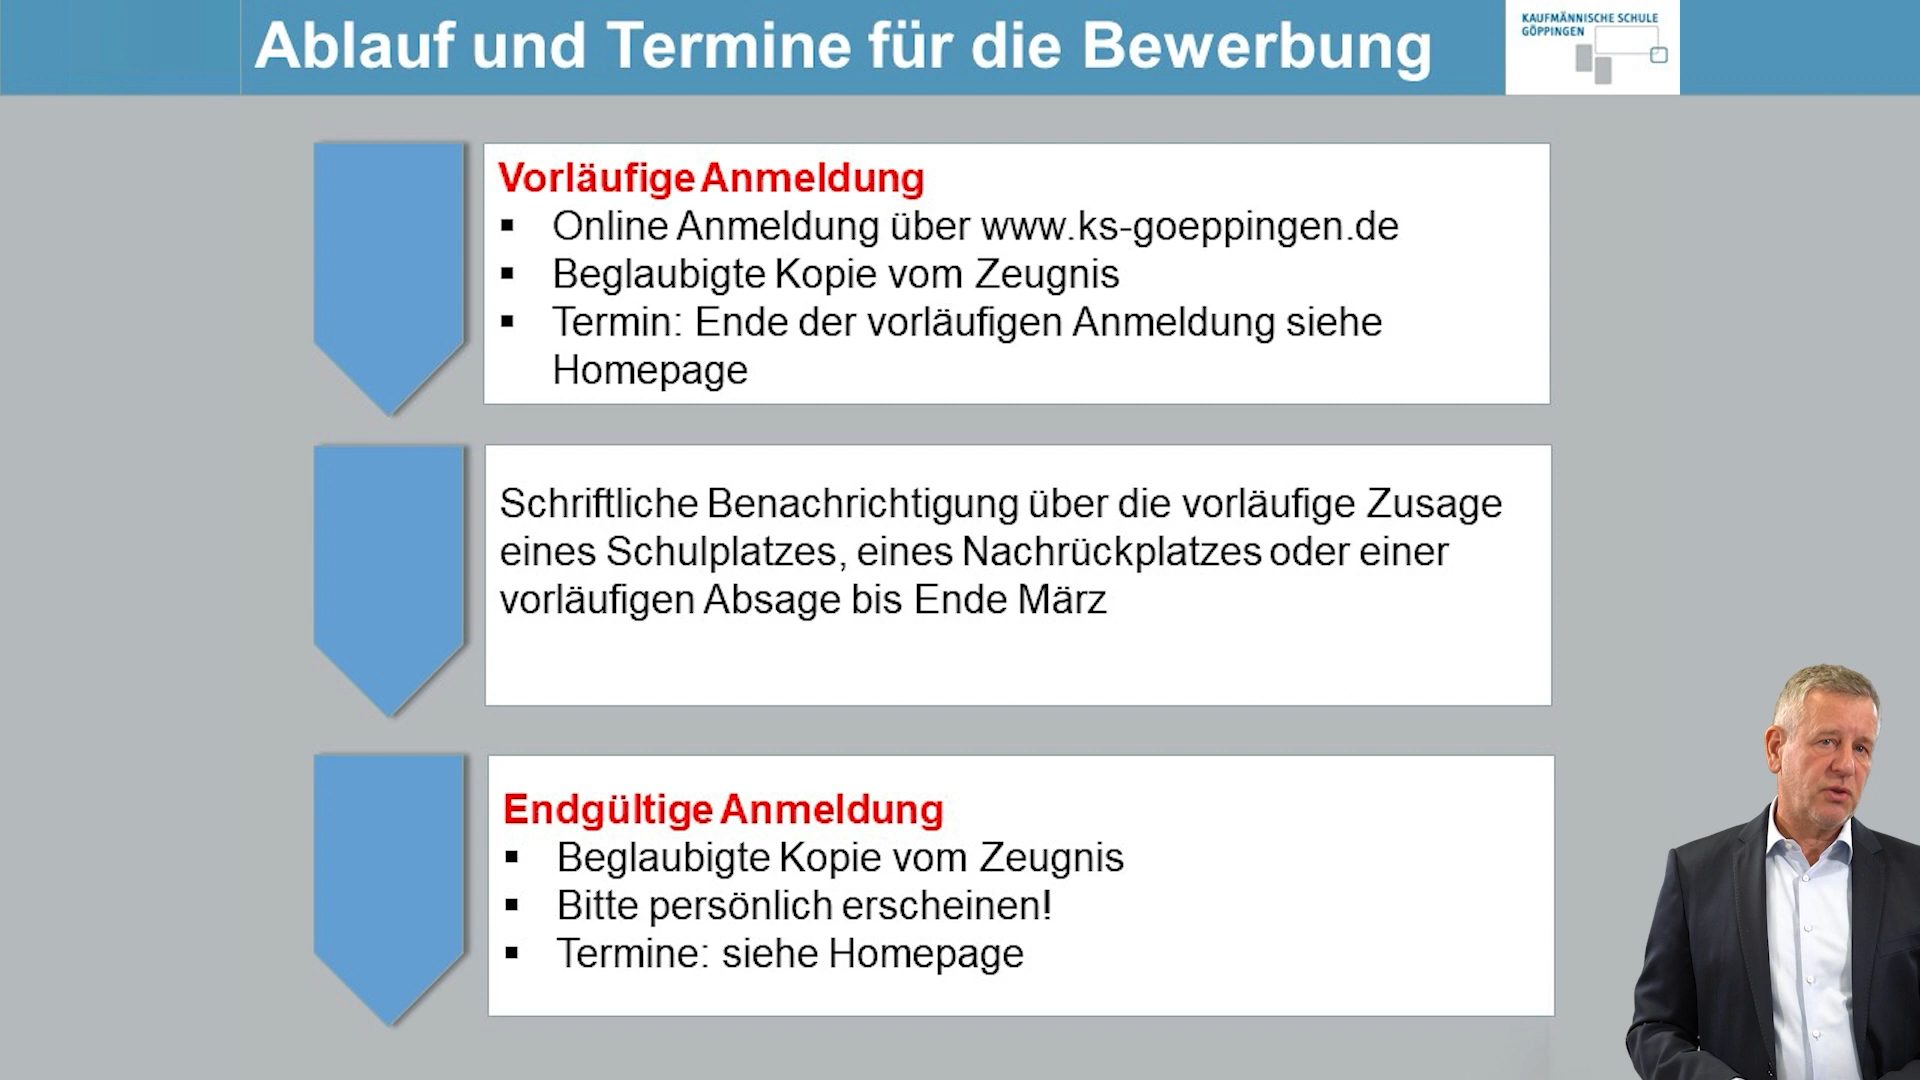 Ablauf und Termine für die Bewerbung
KAUFMÄNNISCHE SCHULE
GÖPPINGEN
Vorläufige Anmeldung
▪ Online Anmeldung über www.ks-goeppingen.de
▪ Beglaubigte Kopie vom Zeugnis
▪ Termin: Ende der vorläufigen Anmeldung siehe
Homepage
Schriftliche Benachrichtigung über die vorläufige Zusage
eines Schulplatzes, eines Nachrückplatzes oder einer
vorläufigen Absage bis Ende März
Endgültige Anmeldung
▪ Beglaubigte Kopie vom Zeugnis
▪ Bitte persönlich erscheinen!
▪ Termine: siehe Homepage